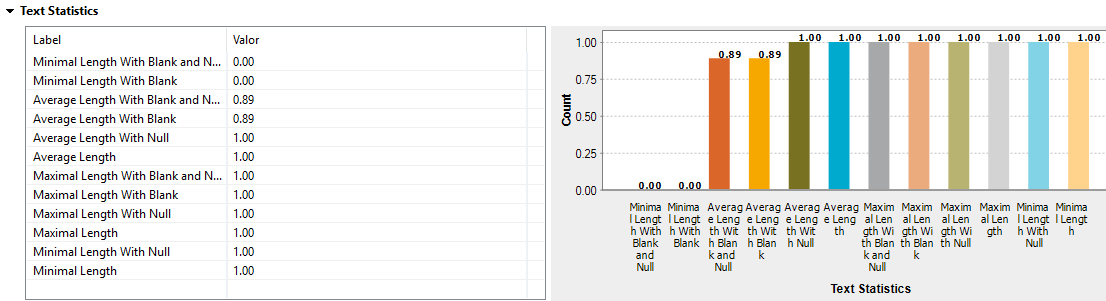 Text Statistics
Label Valor
Minimal Length With Blank and N... 0.00
Minimal Length With Blank 0.00
Average Length With Blank and N... 0.89
Average Length With Blank 0.89
Average Length With Null 1.00
Average Length 1.00
Maximal Length With Blank and N... 1.00
Maximal Length With Blank 1.00
Maximal Length With Null 1.00
Maximal Length 1.00
Minimal Length With Null 1.00
Minimal Length 1.00
Count
1.00
0.75
0.50
0.25
0.00
0.00 0.00 0.89 0.89 1.00 1.00 1.00 1.00 1.00 1.00 1.00 1.00
Minima
l Lengt
h With
Blank
and
Null
Minima
l Lengt
h With
Blank
Averag
e Leng
th Wit
h Blan
k and
Null
Averag
e Leng
th Wit
h Blan
k
Averag
e Leng
th Wit
h Null
Averag
e Leng
th
Maxim
al Len
gth Wi
th Blan
k and
Null
Maxim
al Len
gth Wi
th Blan
k
Maxim
al Len
gth Wi
th Null
Maxim
al Len
gth
Minima
l Lengt
h With
Null
Minima
l Lengt
h
Text Statistics